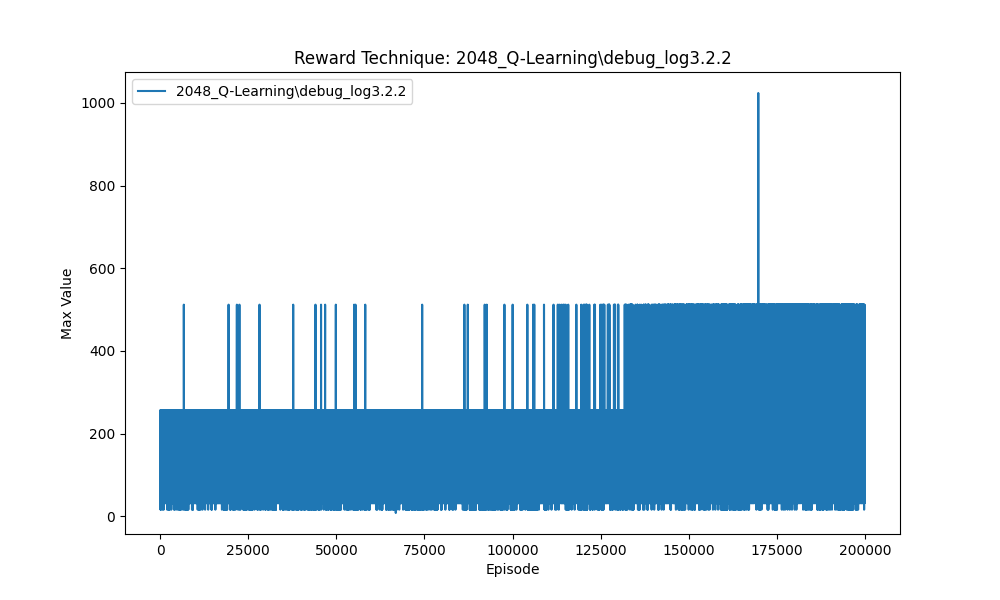 Reward Technique: 2048_Q-Learning\debug_log3.2.2
2048_Q-Learning\debug_log3.2.2
1000
800
600
400
200
0
Max Value
0 25000 50000 75000 100000 125000 150000 175000 200000
Episode